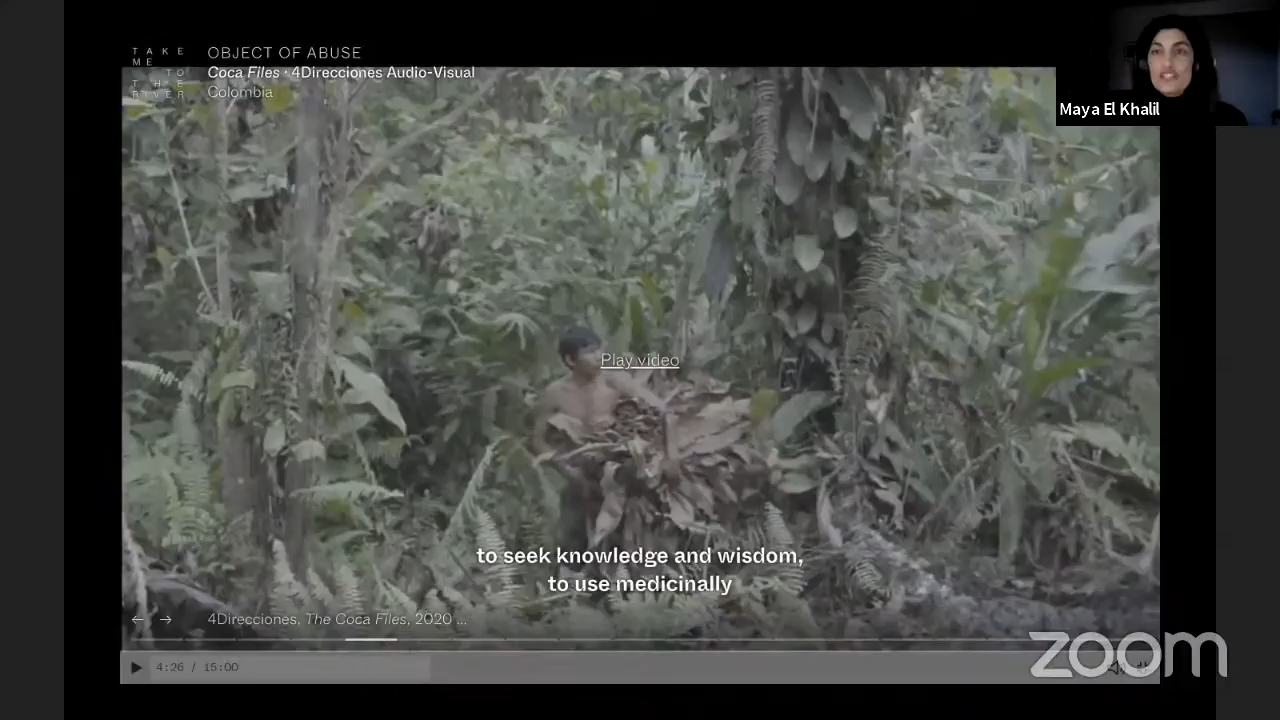 TAKE
ME
TO
THE
RIVER
OBJECT OF ABUSE
Coca Files · 4Direcciones Audio-Visual
Colombia
Maya El Khalil
Play video
to seek knowledge and wisdom,
to use medicinally
← → 4Direcciones, The Coca Files, 2020 ...
4:26 / 15:00
zoom